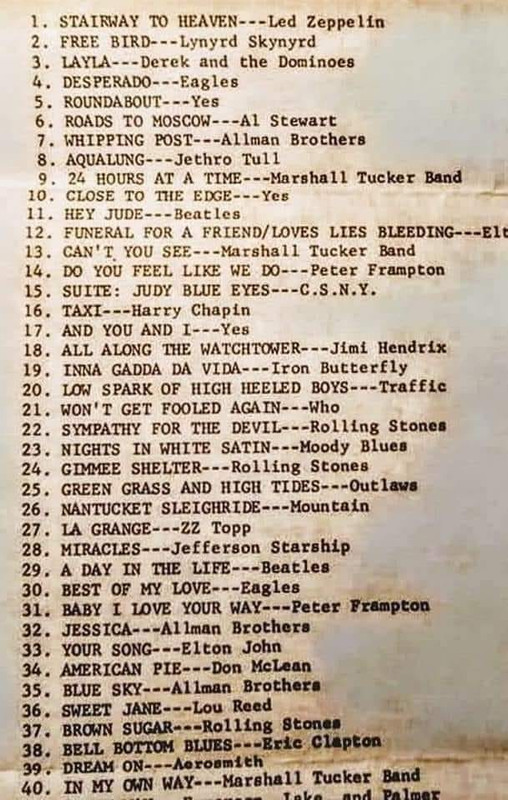 1. STAIRWAY TO HEAVEN---Led Zeppelin
2. FREE BIRD---Lynyrd Skynyrd
3. LAYLA---Derek and the Dominoes
4. DESPERADO---Eagles
5. ROUNDABOUT---Yes
6. ROADS TO MOSCOW---Al Stewart
7. WHIPPING POST---Allman Brothers
8. AQUALUNG---Jethro Tull
9. 24 HOURS AT A TIME---Marshall Tucker Band
10. CLOSE TO THE EDGE---Yes
11. HEY JUDE---Beatles
12. FUNERAL FOR A FRIEND/LOVES LIES BLEEDING---Elt
13. CAN'T YOU SEE---Marshall Tucker Band
14. DO YOU FEEL LIKE WE DO---Peter Frampton
15. SUITE: JUDY BLUE EYES---C.S.N.Y.
16. TAXI---Harry Chapin
17. AND YOU AND I---Yes
18. ALL ALONG THE WATCHTOWER---Jimi Hendrix
19. INNA GADDA DA VIDA---Iron Butterfly
20. LOW SPARK OF HIGH HEELED BOYS---Traffic
21. WON'T GET FOOLED AGAIN---Who
22. SYMPATHY FOR THE DEVIL---Rolling Stones
23. NIGHTS IN WHITE SATIN---Moody Blues
24. GIMMEE SHELTER---Rolling Stones
25. GREEN GRASS AND HIGH TIDES---Outlaws
26. NANTUCKET SLEIGHRIDE---Mountain
27. LA GRANGE---ZZ Topp
28. MIRACLES---Jefferson Starship
29. A DAY IN THE LIFE---Beatles
30. BEST OF MY LOVE---Eagles
31. BABY I LOVE YOUR WAY---Peter Frampton
32. JESSICA---Allman Brothers
33. YOUR SONG---Elton John
34. AMERICAN PIE---Don McLean
35. BLUE SKY---Allman Brothers
36. SWEET JANE---Lou Reed
37. BROWN SUGAR---Rolling Stones
38. BELL BOTTOM BLUES---Eric Clapton
39. DREAM ON---Aerosmith
40. IN MY OWN WAY---Marshall Tucker Band
Emerson, Lake, and Palmer